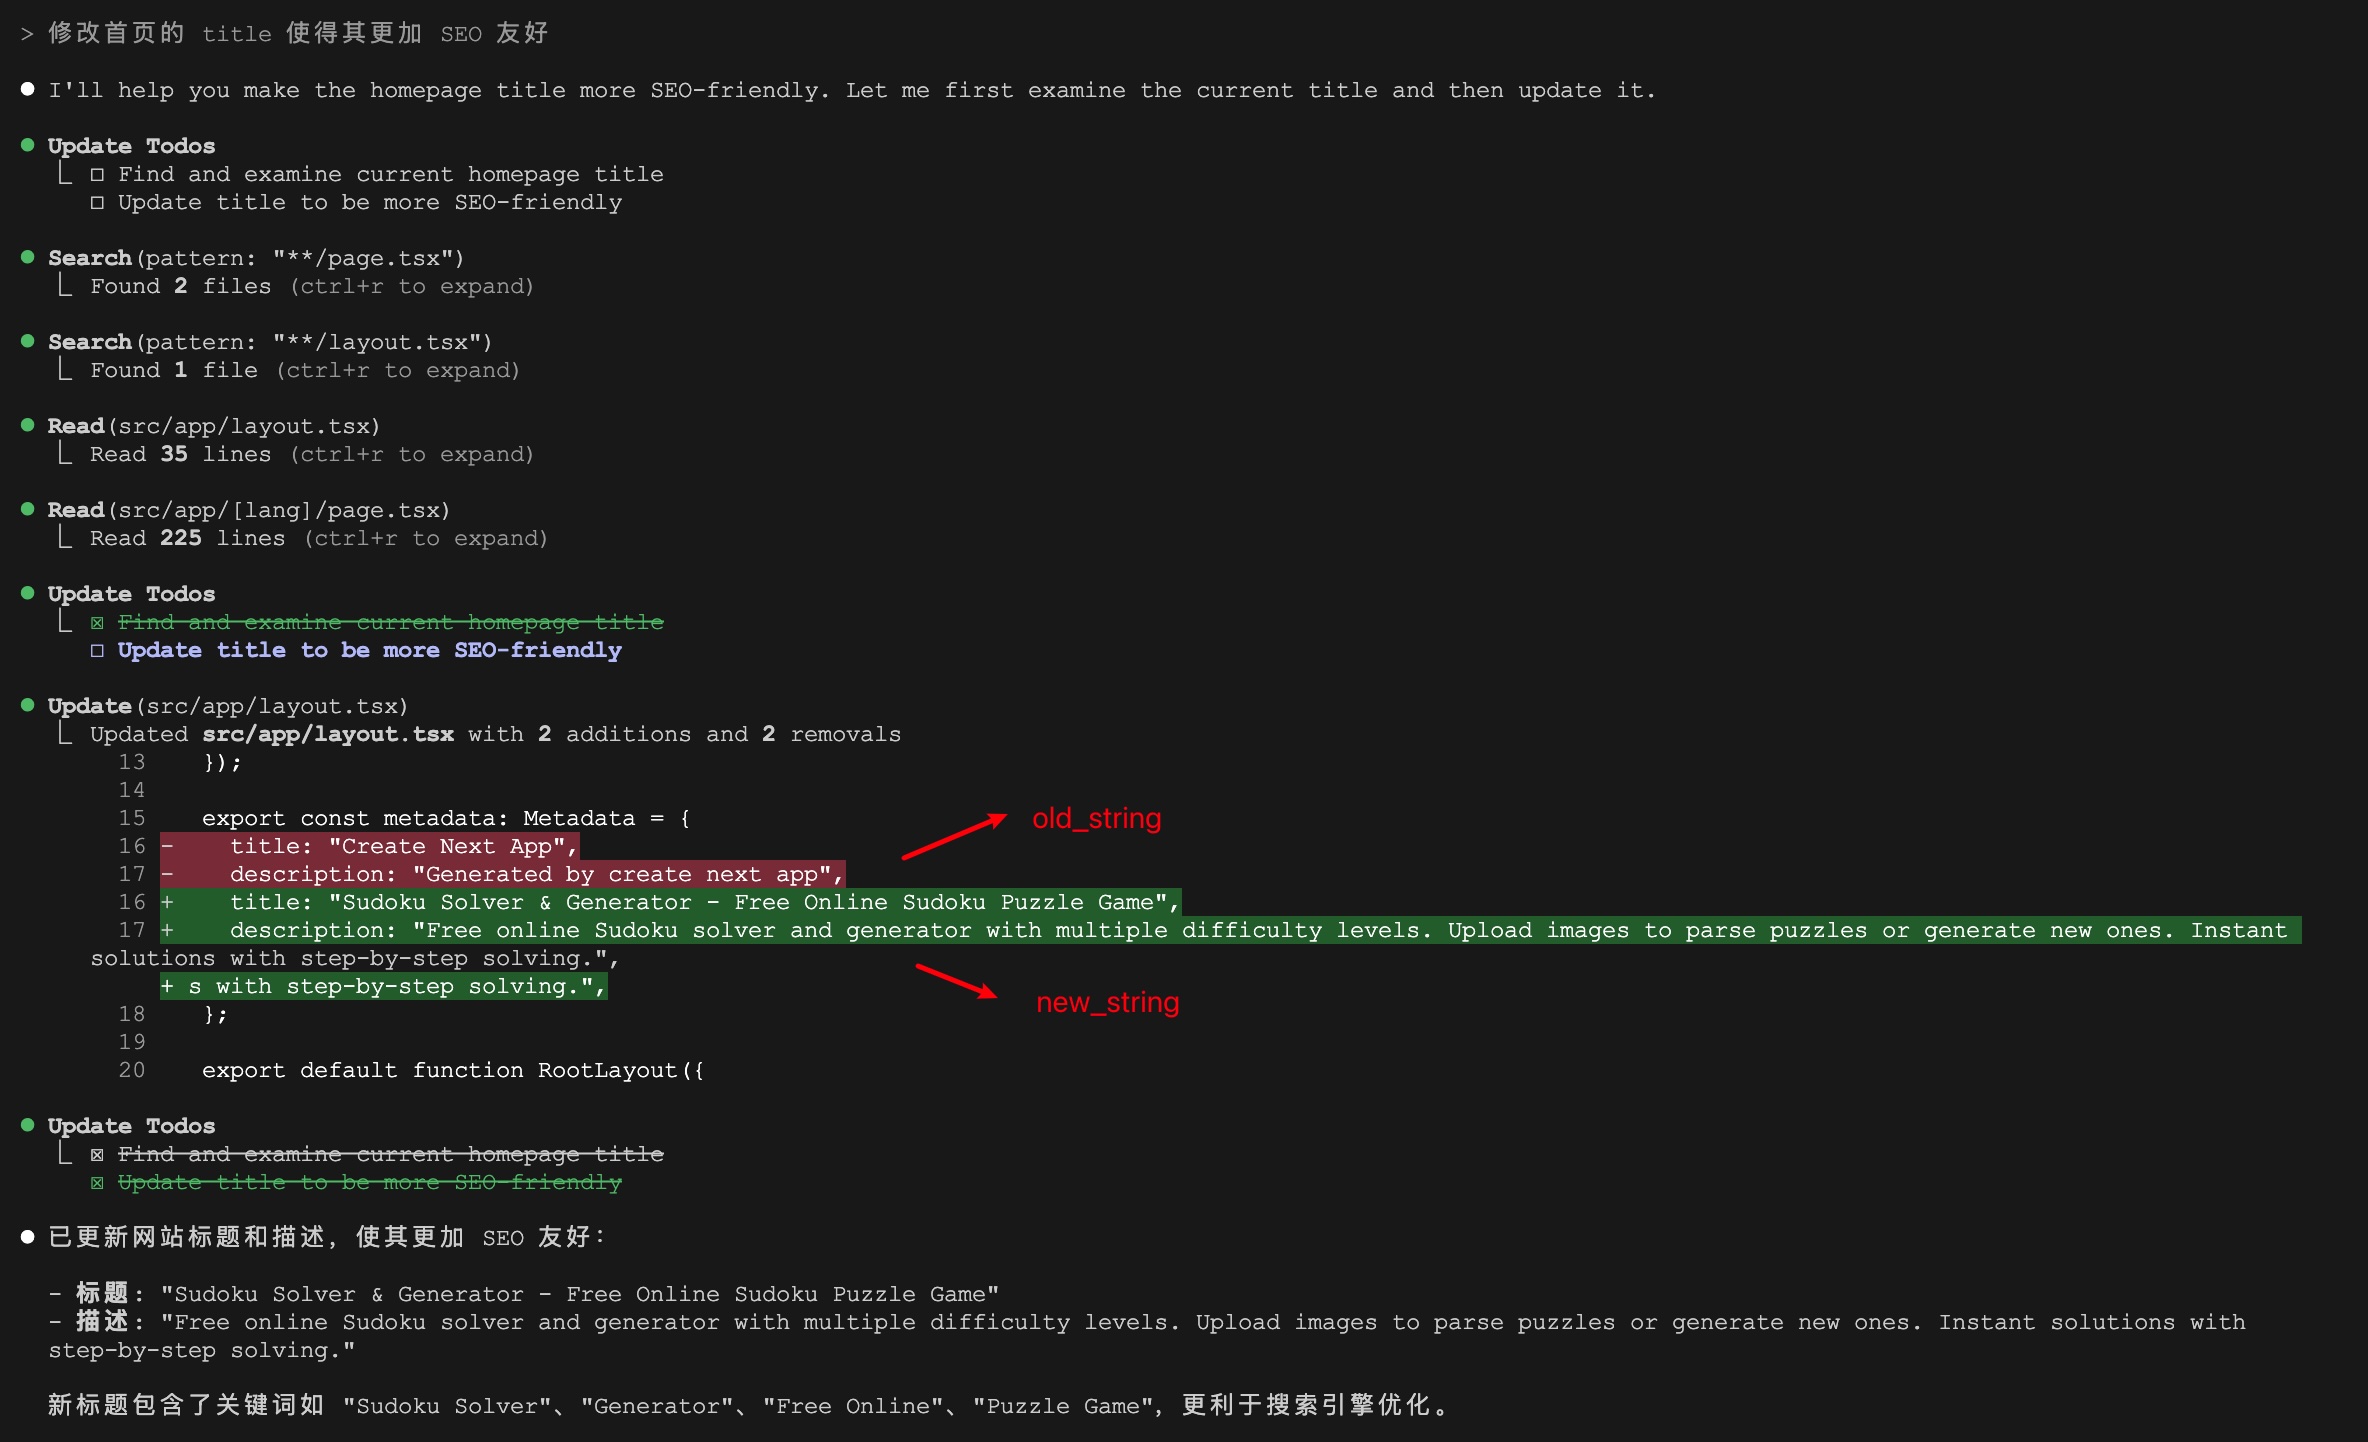 > 修改首页的 title 使得其更加 SEO 友好
● I'll help you make the homepage title more SEO-friendly. Let me first examine the current title and then update it.
● Update Todos
⎿ ☐ Find and examine current homepage title
☐ Update title to be more SEO-friendly
● Search(pattern: "**/page.tsx")
⎿ Found 2 files (ctrl+r to expand)
● Search(pattern: "**/layout.tsx")
⎿ Found 1 file (ctrl+r to expand)
● Read(src/app/layout.tsx)
⎿ Read 35 lines (ctrl+r to expand)
● Read(src/app/[lang]/page.tsx)
⎿ Read 225 lines (ctrl+r to expand)
● Update Todos
⎿ ☒ Find and examine current homepage title
☐ Update title to be more SEO-friendly
● Update(src/app/layout.tsx)
⎿ Updated src/app/layout.tsx with 2 additions and 2 removals
13 });
14
15 export const metadata: Metadata = {
old_string
16 - title: "Create Next App",
17 - description: "Generated by create next app",
16 + title: "Sudoku Solver & Generator - Free Online Sudoku Puzzle Game",
17 + description: "Free online Sudoku solver and generator with multiple difficulty levels. Upload images to parse puzzles or generate new ones. Instant
solutions with step-by-step solving.",
+ s with step-by-step solving.",
new_string
18 };
19
20 export default function RootLayout({
● Update Todos
⎿ ☒ Find and examine current homepage title
☒ Update title to be more SEO-friendly
● 已更新网站标题和描述，使其更加 SEO 友好：
- 标题: "Sudoku Solver & Generator - Free Online Sudoku Puzzle Game"
- 描述: "Free online Sudoku solver and generator with multiple difficulty levels. Upload images to parse puzzles or generate new ones. Instant solutions with
step-by-step solving."
新标题包含了关键词如 "Sudoku Solver"、"Generator"、"Free Online"、"Puzzle Game"，更利于搜索引擎优化。